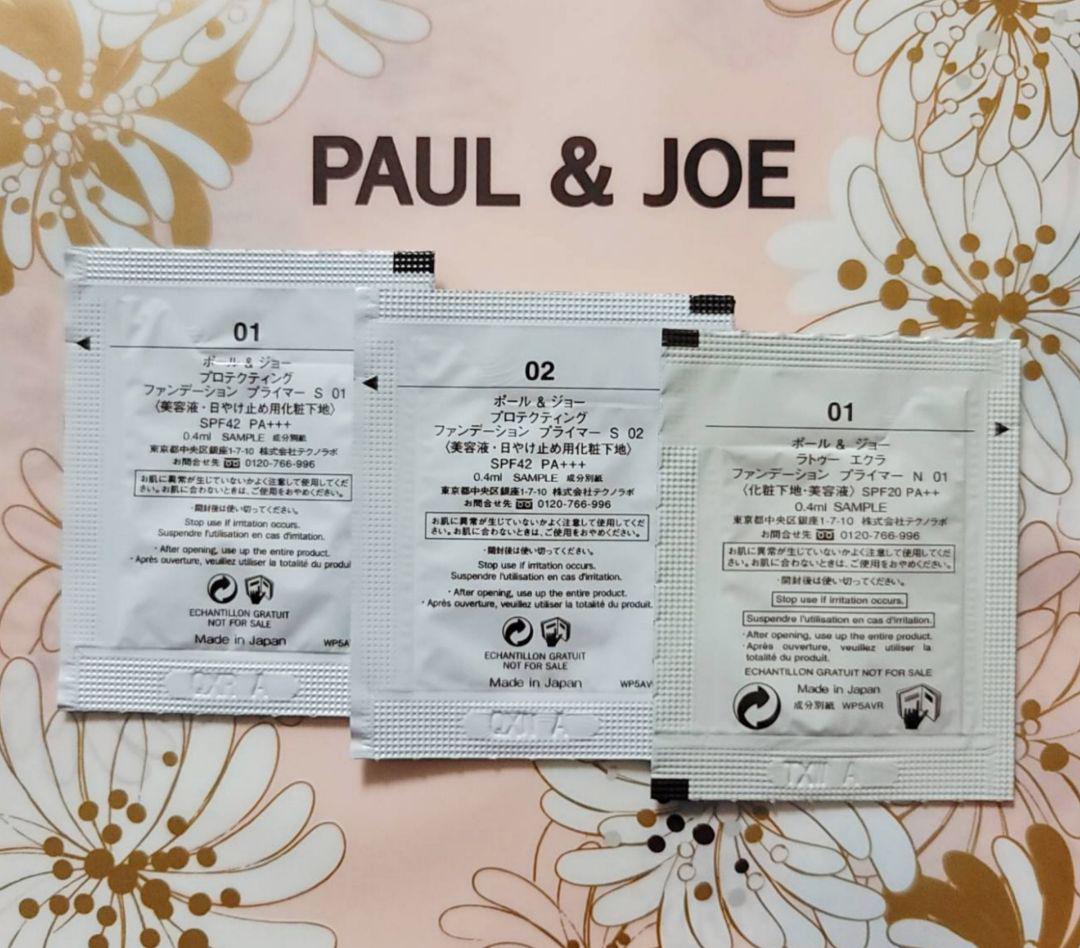 PAUL & JOE
01
ポール & ジョー
プロテクティング
ファンデーション プライマー S 01
〈美容液・日やけ止め用化粧下地〉
SPF42 PA+++
0.4ml SAMPLE 成分別紙
東京都中央区銀座1-7-10 株式会社テクノラボ
お問合せ先 0120-766-996
お肌に異常が生じていないかよく注意して使用してくだ
さい。お肌に合わないときは、ご使用をおやめください。
・開封後は使い切ってください。
Stop use if irritation occurs.
Suspendre l'utilisation en cas d'irritation.
・After opening, use up the entire product.
・Après ouverture, veuillez utiliser la totalité du produi
ECHANTILLON GRATUIT
NOT FOR SALE
Made in Japan WP5A
02
ポール & ジョー
プロテクティング
ファンデーション プライマー S 02
〈美容液・日やけ止め用化粧下地〉
SPF42 PA+++
0.4ml SAMPLE 成分別紙
東京都中央区銀座1-7-10 株式会社テクノラボ
お問合せ先 0120-766-996
お肌に異常が生じていないかよく注意して使用してくだ
さい。お肌に合わないときは、ご使用をおやめください。
・開封後は使い切ってください。
Stop use if irritation occurs.
Suspendre l'utilisation en cas d'irritation.
・After opening, use up the entire product.
・Après ouverture, veuillez utiliser la totalité du produit.
ECHANTILLON GRATUIT
NOT FOR SALE
Made in Japan WP5AV
01
ポール & ジョー
ラトゥー エクラ
ファンデーション プライマー N 01
〈化粧下地・美容液〉 SPF20 PA++
0.4ml SAMPLE
東京都中央区銀座1-7-10 株式会社テクノラボ
お問合せ先 0120-766-996
お肌に異常が生じていないかよく注意して使用してくだ
さい。お肌に合わないときは、ご使用をおやめください。
・開封後は使い切ってください。
Stop use if irritation occurs.
Suspendre l'utilisation en cas d'irritation.
・After opening, use up the entire product.
・Après ouverture, veuillez utiliser la
totalité du produit.
ECHANTILLON GRATUIT NOT FOR SALE
Made in Japan
成分別紙 WP5AVR